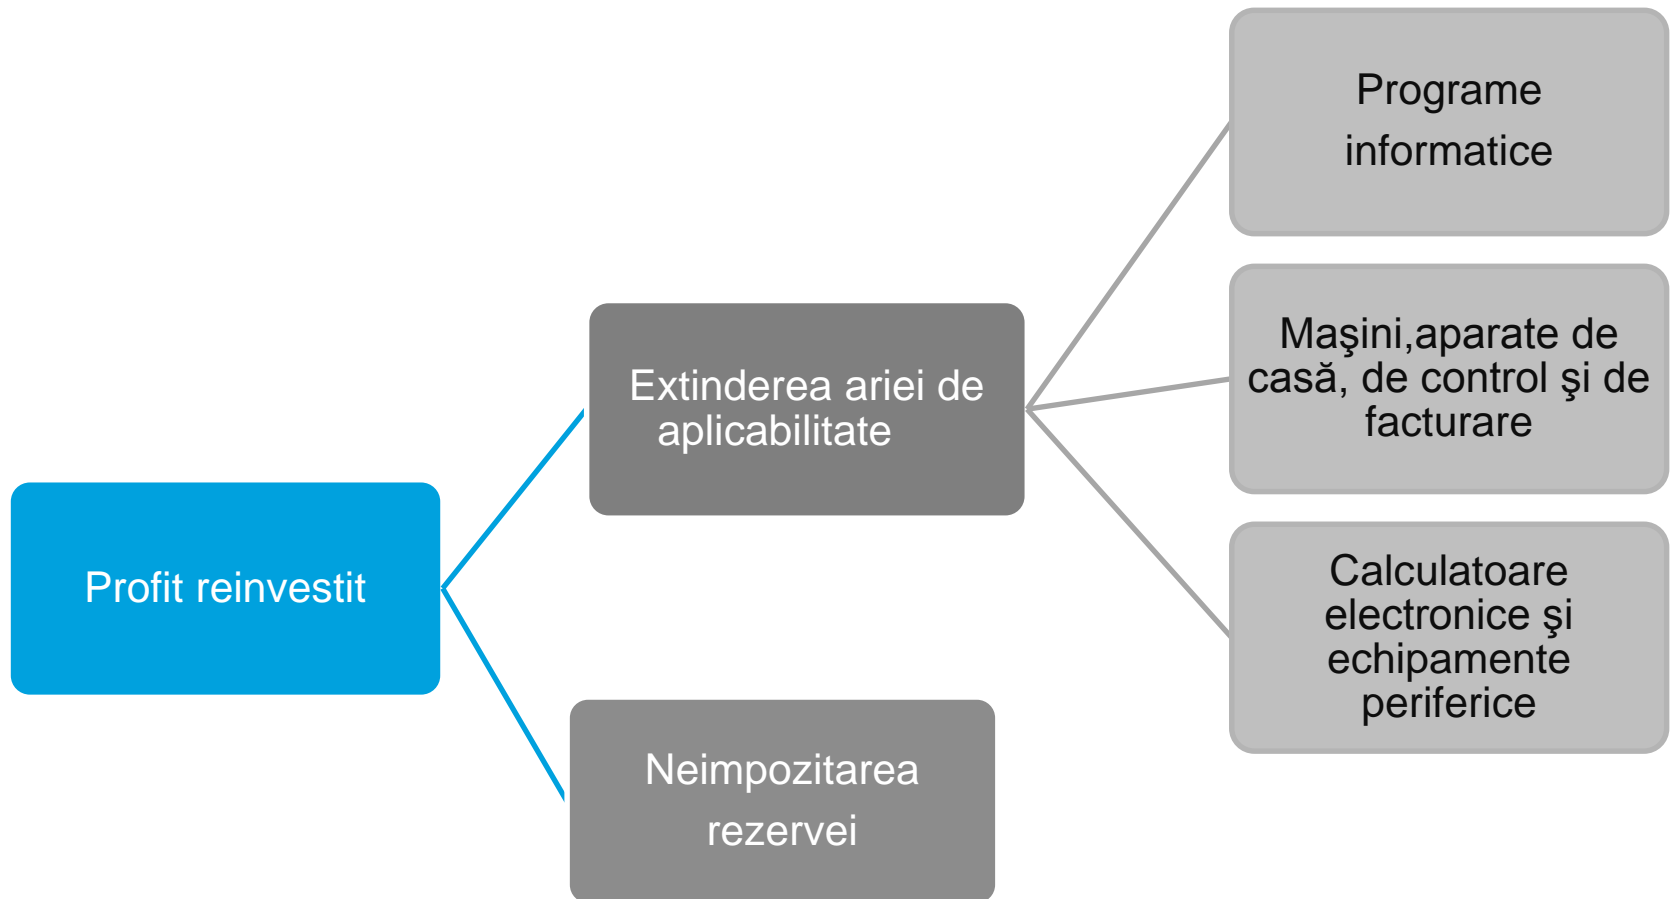 Profit reinvestit
Extinderea ariei de
aplicabilitate
Neimpozitarea
rezervei
Programe
informatice
Maşini,aparate de
casă, de control şi de
facturare
Calculatoare
electronice şi
echipamente
periferice